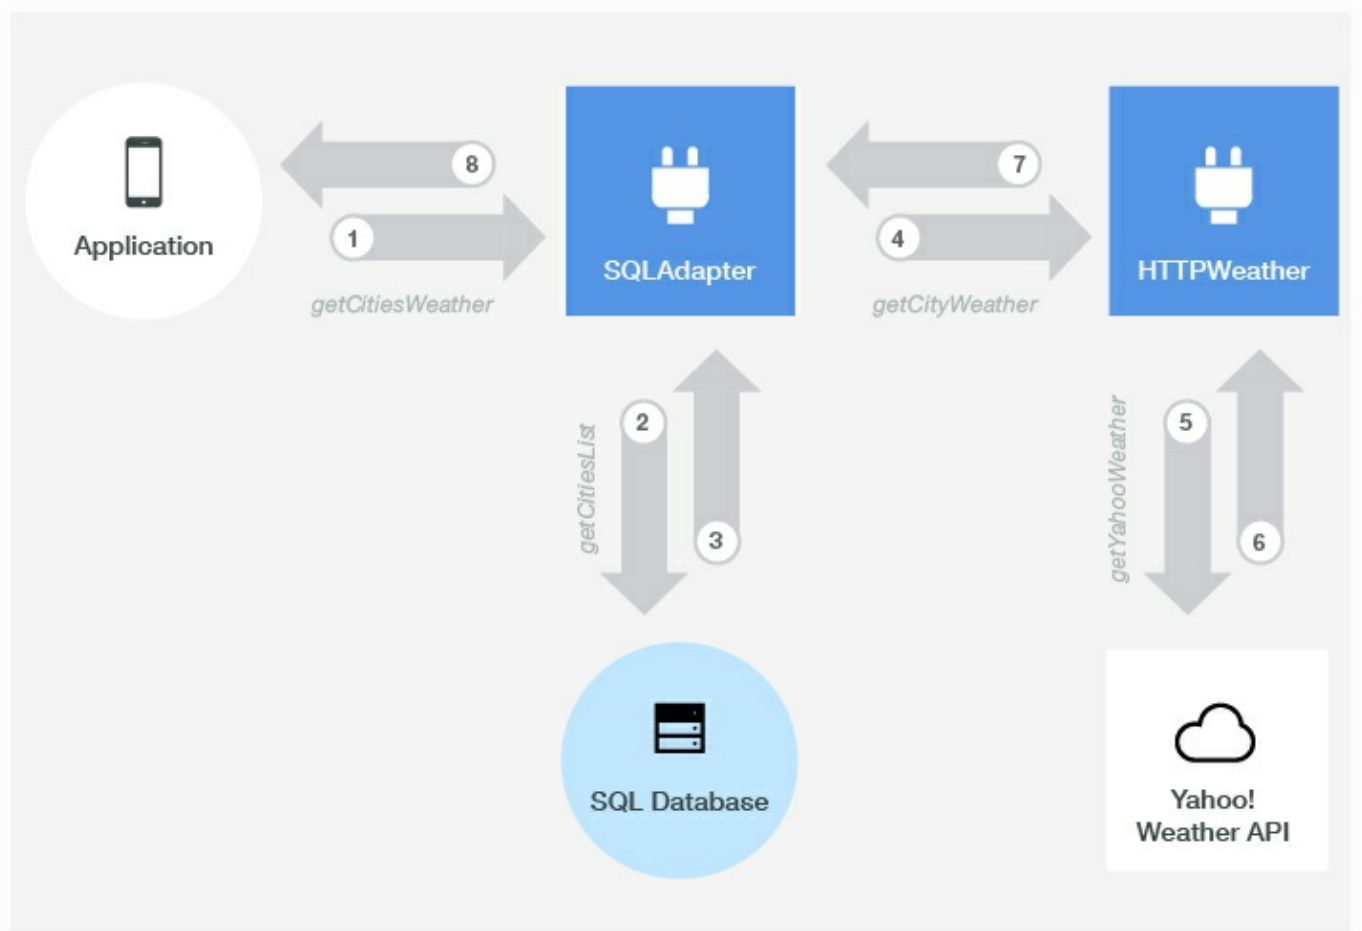 8
7
1
4
Application
SQLAdapter
HTTPWeather
getCitiesWeather
getCityWeather
2
5
getCitiesList
getYahooWeather
3
6
SQL Database
Yahoo!
Weather API